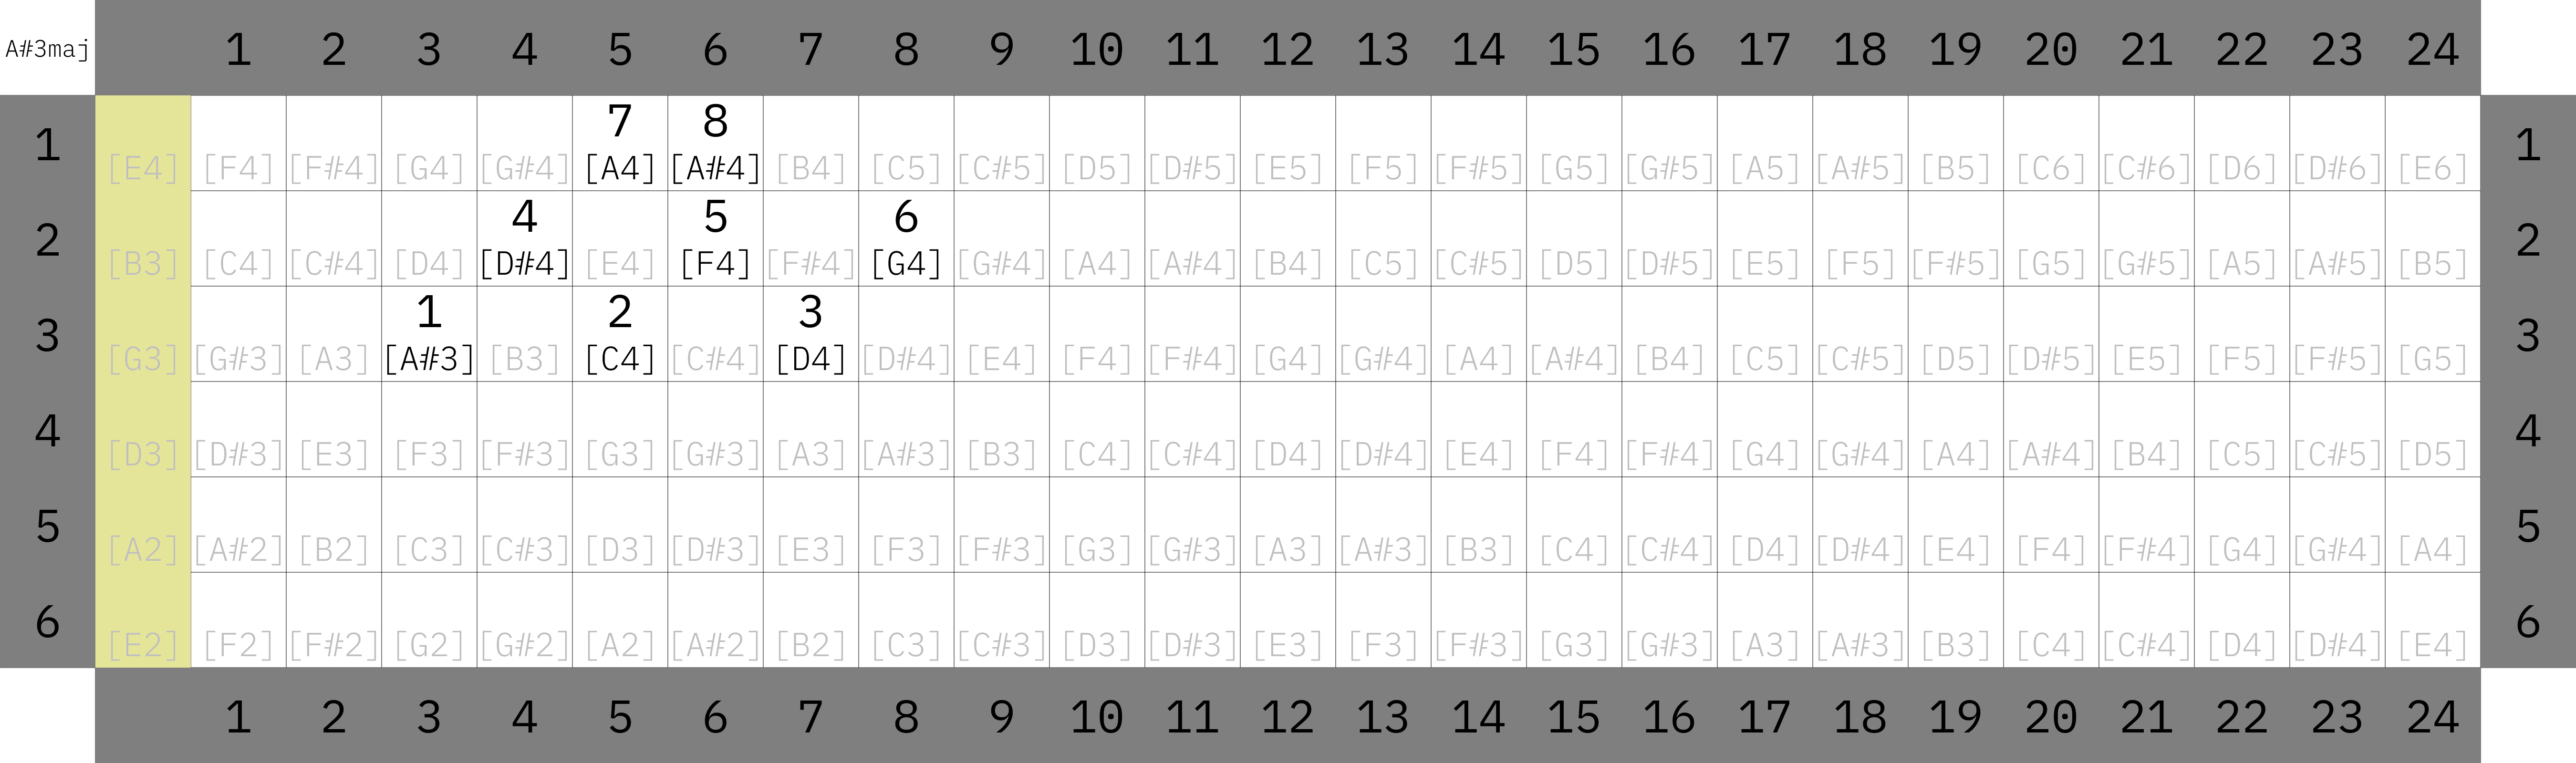 A#3maj 1 2 3 4 5 6 7 8 9 10 11 12 13 14 15 16 17 18 19 20 21 22 23 24
7 8
1 [E4] [F4] [F#4] [G4] [G#4] [A4] [A#4] [B4] [C5] [C#5] [D5] [D#5] [E5] [F5] [F#5] [G5] [G#5] [A5] [A#5] [B5] [C6] [C#6] [D6] [D#6] [E6] 1
4 5 6
2 [B3] [C4] [C#4] [D4] [D#4] [E4] [F4] [F#4] [G4] [G#4] [A4] [A#4] [B4] [C5] [C#5] [D5] [D#5] [E5] [F5] [F#5] [G5] [G#5] [A5] [A#5] [B5] 2
1 2 3
3 [G3] [G#3] [A3] [A#3] [B3] [C4] [C#4] [D4] [D#4] [E4] [F4] [F#4] [G4] [G#4] [A4] [A#4] [B4] [C5] [C#5] [D5] [D#5] [E5] [F5] [F#5] [G5] 3
4 [D3] [D#3] [E3] [F3] [F#3] [G3] [G#3] [A3] [A#3] [B3] [C4] [C#4] [D4] [D#4] [E4] [F4] [F#4] [G4] [G#4] [A4] [A#4] [B4] [C5] [C#5] [D5] 4
5 [A2] [A#2] [B2] [C3] [C#3] [D3] [D#3] [E3] [F3] [F#3] [G3] [G#3] [A3] [A#3] [B3] [C4] [C#4] [D4] [D#4] [E4] [F4] [F#4] [G4] [G#4] [A4] 5
6 [E2] [F2] [F#2] [G2] [G#2] [A2] [A#2] [B2] [C3] [C#3] [D3] [D#3] [E3] [F3] [F#3] [G3] [G#3] [A3] [A#3] [B3] [C4] [C#4] [D4] [D#4] [E4] 6
1 2 3 4 5 6 7 8 9 10 11 12 13 14 15 16 17 18 19 20 21 22 23 24